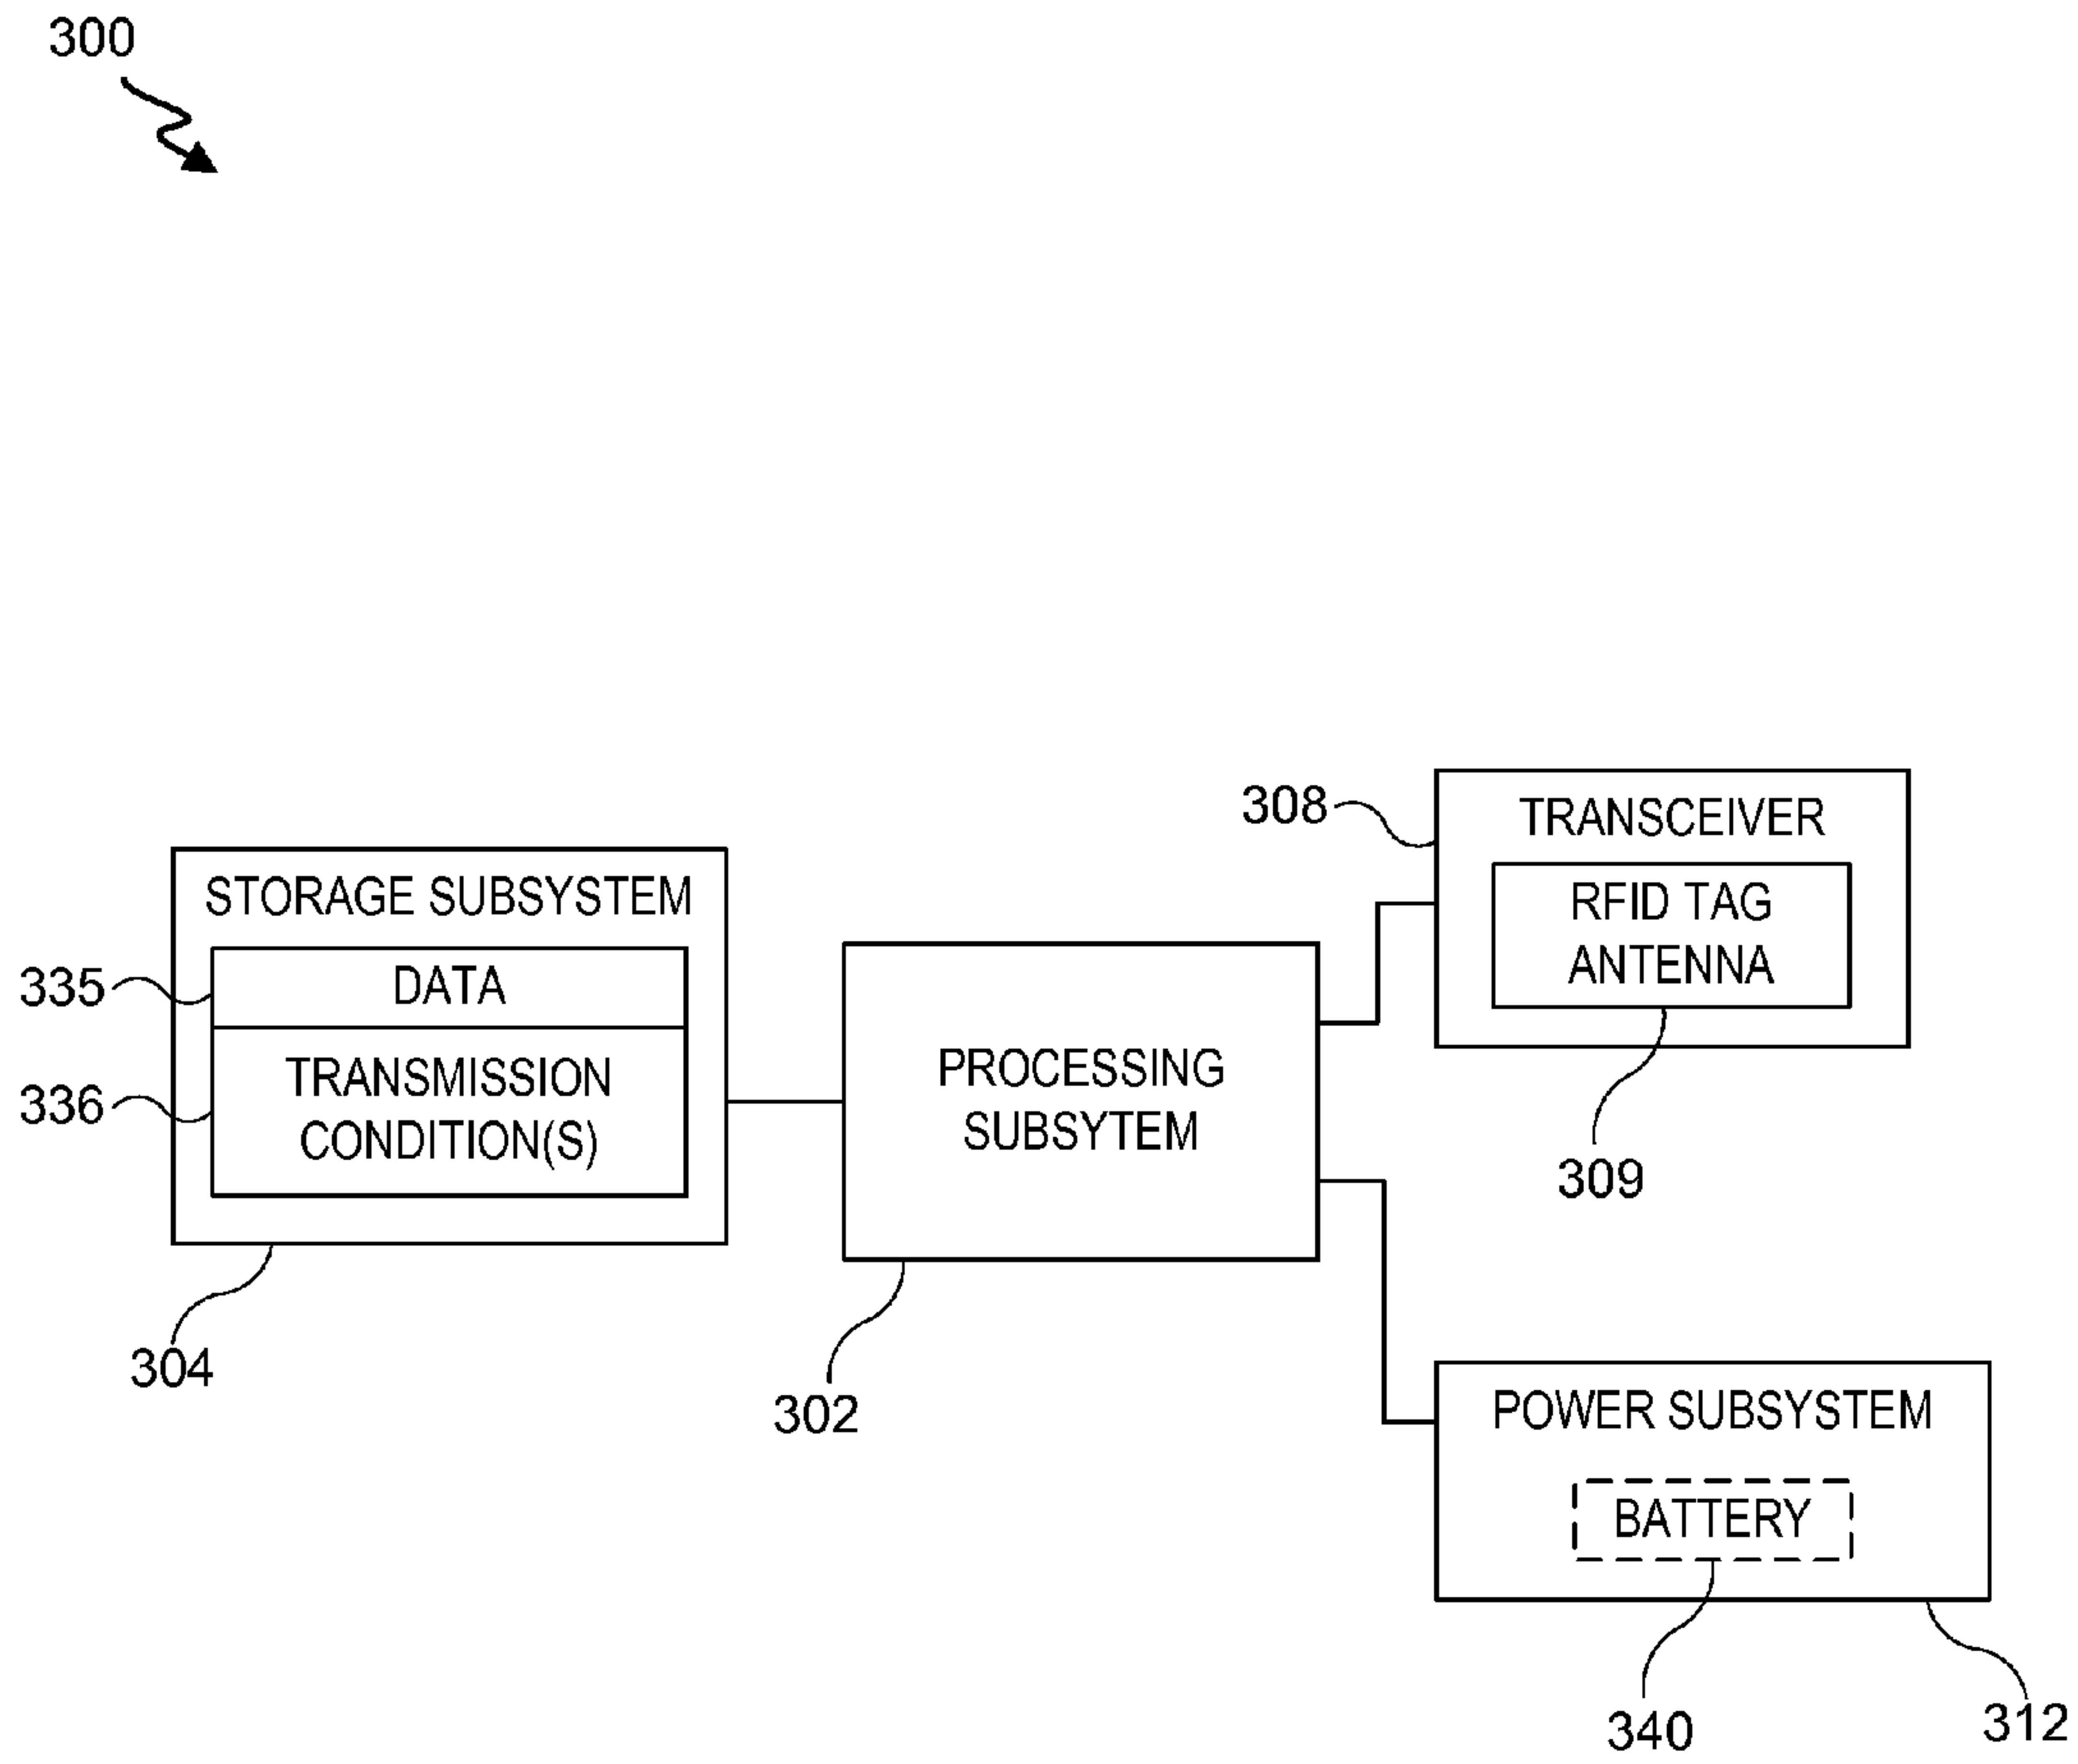 300
STORAGE SUBSYSTEM
335
DATA
336
TRANSMISSION
CONDITION(S)
304
PROCESSING
SUBSYTEM
302
308
TRANSCEIVER
RFID TAG
ANTENNA
309
POWER SUBSYSTEM
BATTERY
340
312